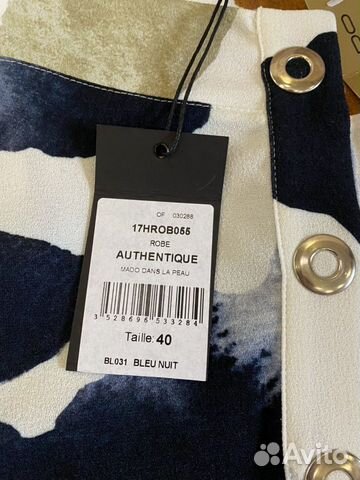 OF 030288
17HROB055
ROBE
AUTHENTIQUE
MADO DANS LA PEAU
3 528696 533284
Taille: 40
BL031 BLEU NUIT
Avito